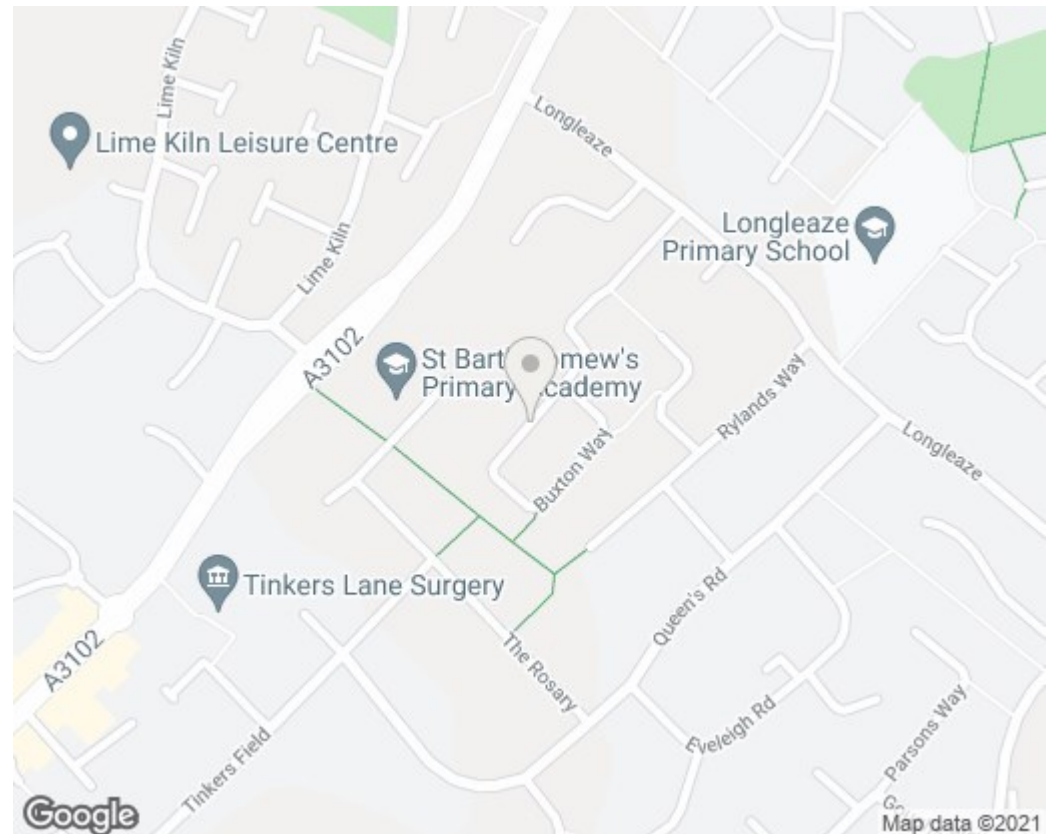 Lime Kiln
Lime Kiln Leisure Centre
Longleaze
Longleaze
Primary School
Lime Kiln
A3102
St Bart
omew's
Primary
cademy
Rylands Way
Longleaze
Buxton Way
Tinkers Lane Surgery
Queen's Rd
A3102
The Rosary
Eveleigh Rd
Parsons Way
Tinkers Field
Google
Map data ©2021